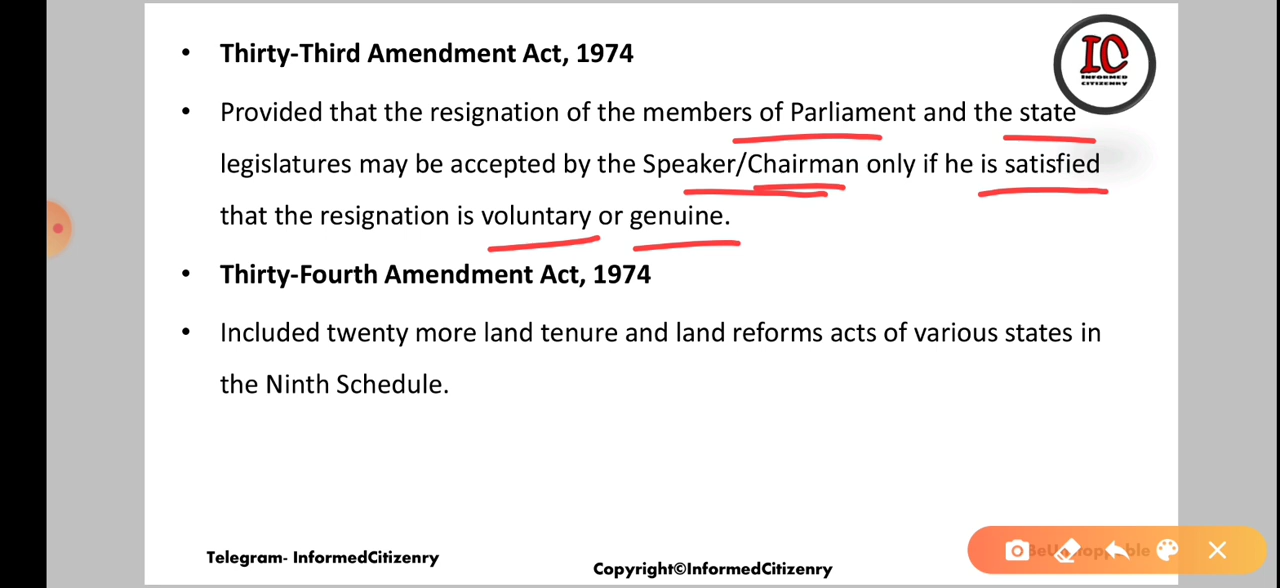 Thirty-Third Amendment Act, 1974
IC
INFORMED
CITIZENRY
Provided that the resignation of the members of Parliament and the state
legislatures may be accepted by the Speaker/Chairman only if he is satisfied
that the resignation is voluntary or genuine.
Thirty-Fourth Amendment Act, 1974
Included twenty more land tenure and land reforms acts of various states in
the Ninth Schedule.
Telegram- InformedCitizenry
Copyright©InformedCitizenry